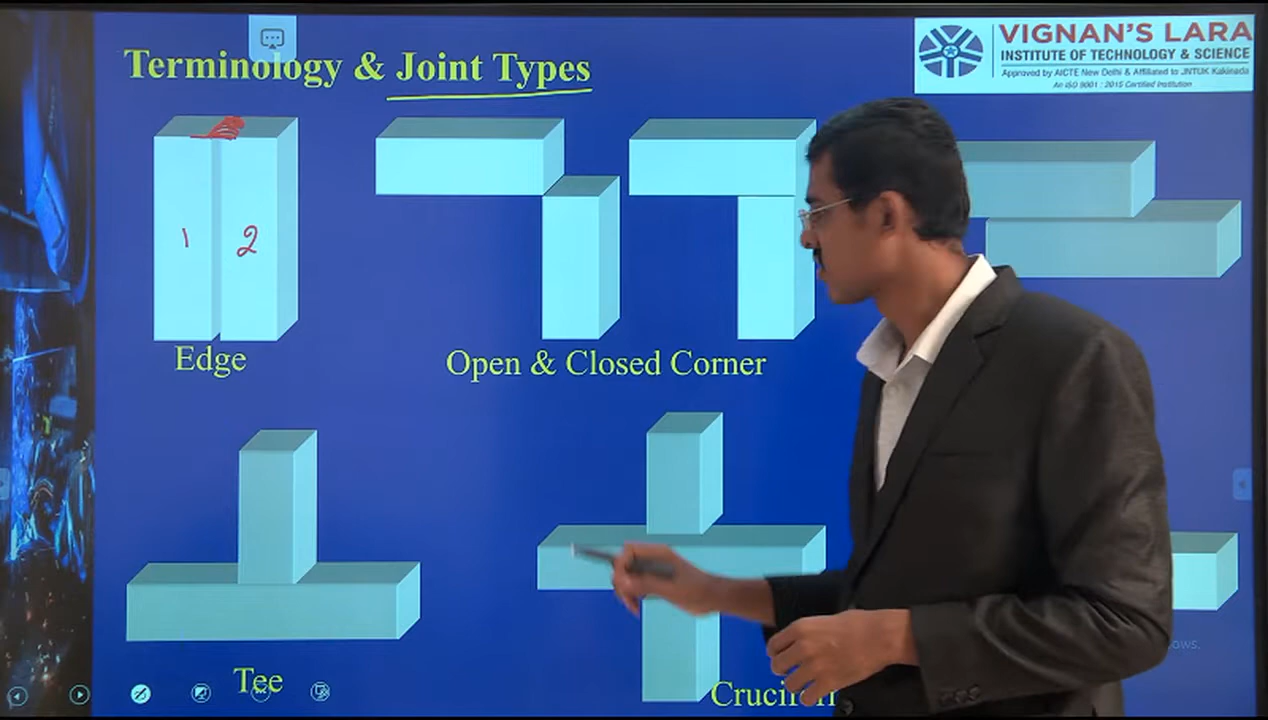 Terminology & Joint Types
VIGNAN'S LARA
INSTITUTE OF TECHNOLOGY & SCIENCE
Approved by AICTE New Delhi & Affiliated to JNTUK Kakinada
An ISO 9001 : 2015 Certified Institution
1 2
Edge
Open & Closed Corner
Tee